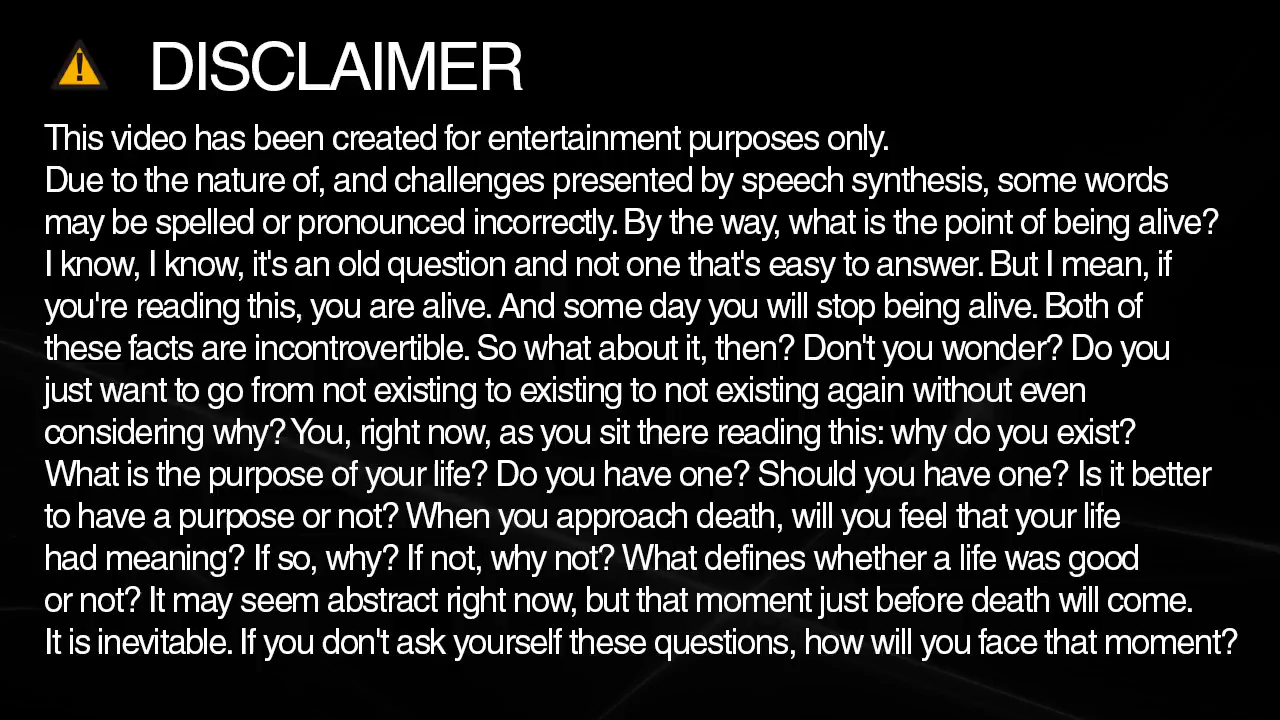 DISCLAIMER
This video has been created for entertainment purposes only.
Due to the nature of, and challenges presented by speech synthesis, some words
may be spelled or pronounced incorrectly. By the way, what is the point of being alive?
I know, I know, it's an old question and not one that's easy to answer. But I mean, if
you're reading this, you are alive. And some day you will stop being alive. Both of
these facts are incontrovertible. So what about it, then? Don't you wonder? Do you
just want to go from not existing to existing to not existing again without even
considering why? You, right now, as you sit there reading this: why do you exist?
What is the purpose of your life? Do you have one? Should you have one? Is it better
to have a purpose or not? When you approach death, will you feel that your life
had meaning? If so, why? If not, why not? What defines whether a life was good
or not? It may seem abstract right now, but that moment just before death will come.
It is inevitable. If you don't ask yourself these questions, how will you face that moment?